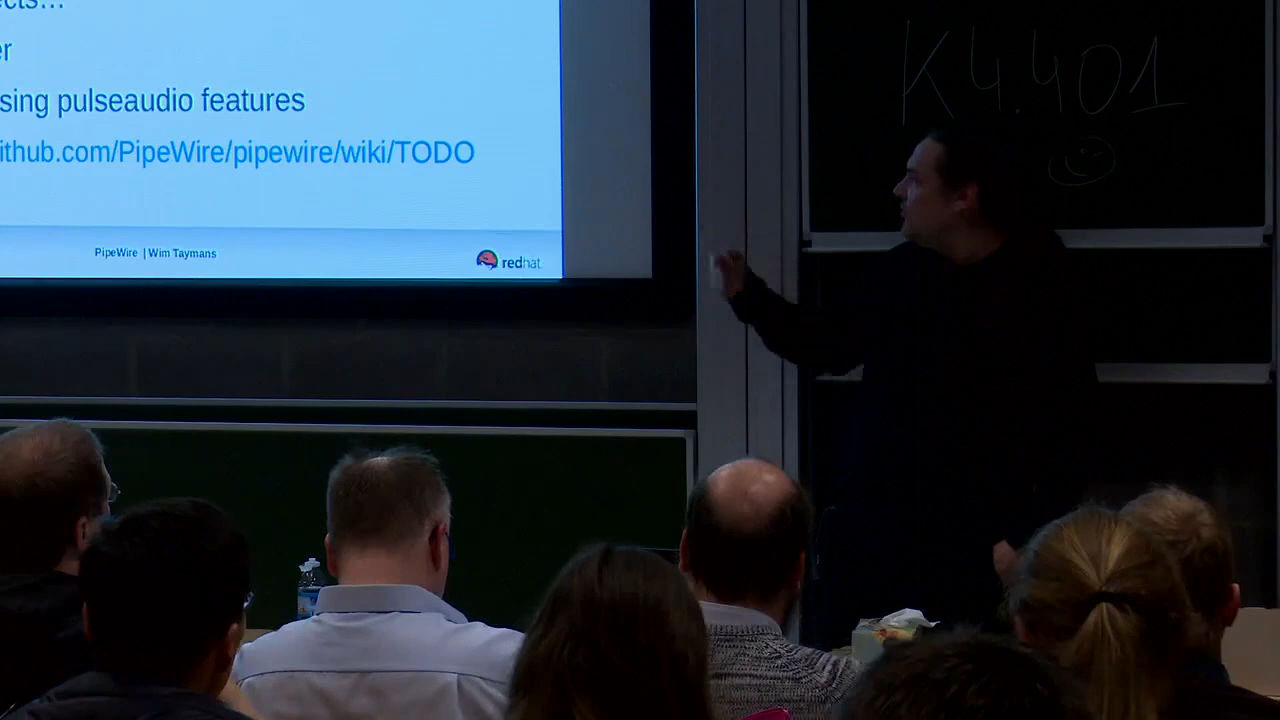 ects...
er
sing pulseaudio features
ithub.com/PipeWire/pipewire/wiki/TODO
PipeWire | Wim Taymans
redhat.
K4.401